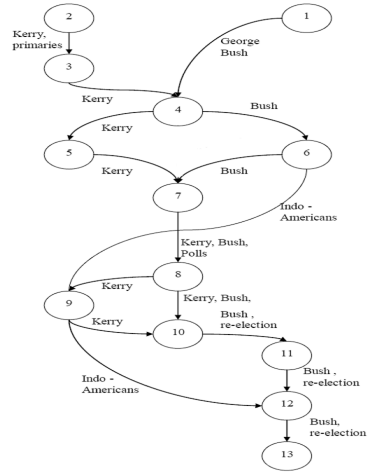 2
1
Kerry,
primaries
George
Bush
3
Kerry
4
Kerry
Bush
5
6
Kerry
Bush
7
Indo -
Americans
Kerry, Bush,
Polls
8
Kerry
9
Kerry, Bush,
Kerry
10
Bush ,
re-election
11
Indo -
Americans
Bush ,
re-election
12
Bush,
re-election
13